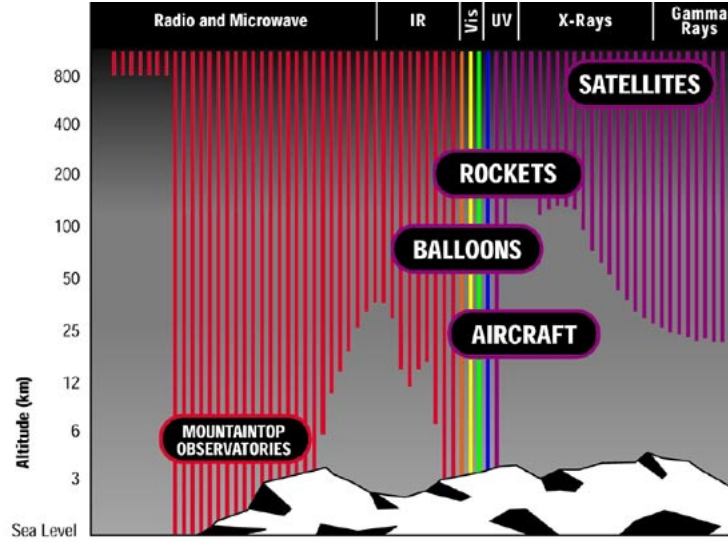 Radio and Microwave IR Vis UV X-Rays Gamma
Rays
800
SATELLITES
400
200
ROCKETS
100
BALLOONS
50
25
AIRCRAFT
12
6
MOUNTAINTOP
OBSERVATORIES
3
Sea Level
Altitude (km)